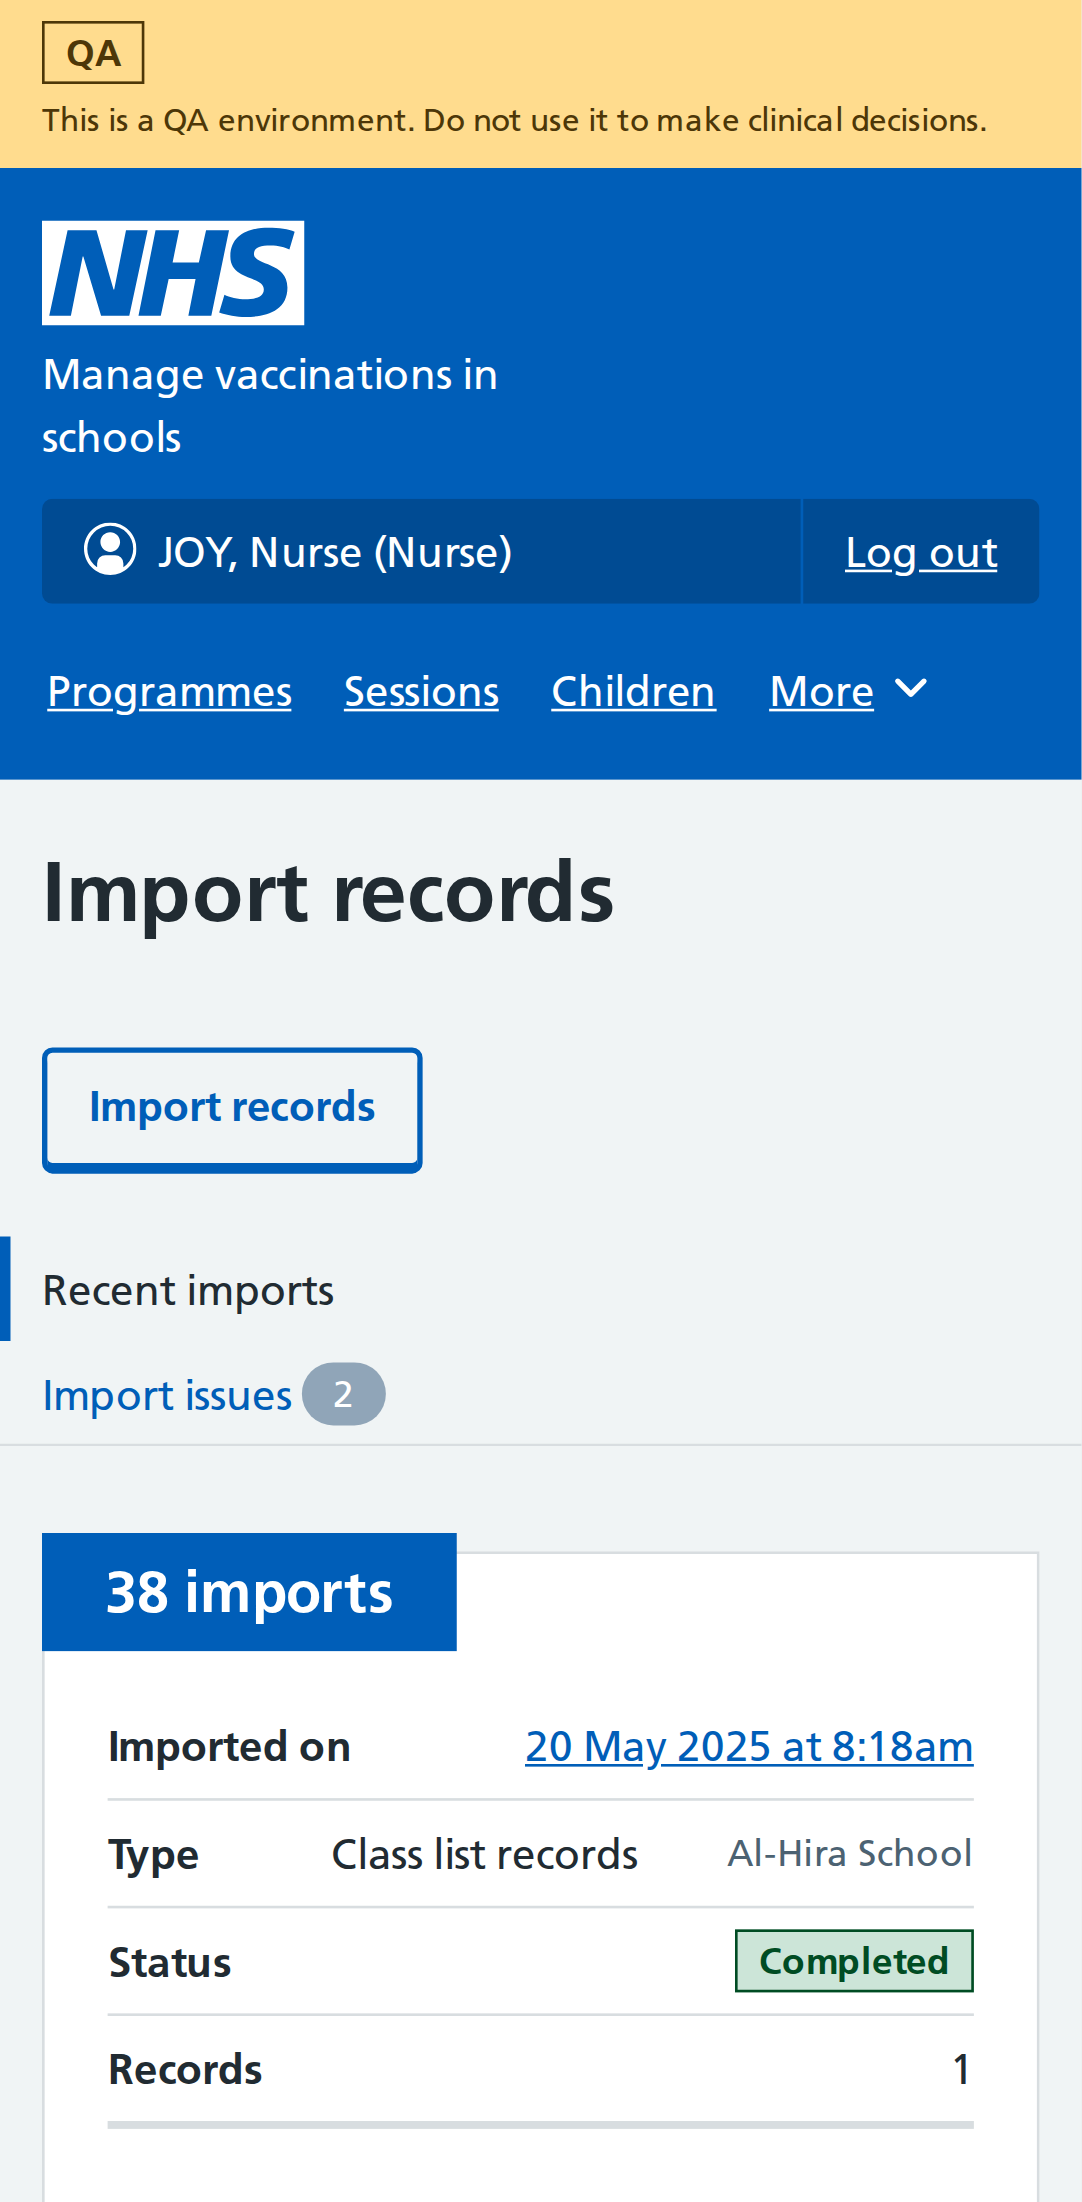 QA
This is a QA environment. Do not use it to make clinical decisions.
NHS
Manage vaccinations in
schools
JOY, Nurse (Nurse) Log out
Programmes Sessions Children More
Import records
Import records
Recent imports
Import issues 2
38 imports
Imported on 20 May 2025 at 8:18am
Type Class list records Al-Hira School
Status Completed
Records 1